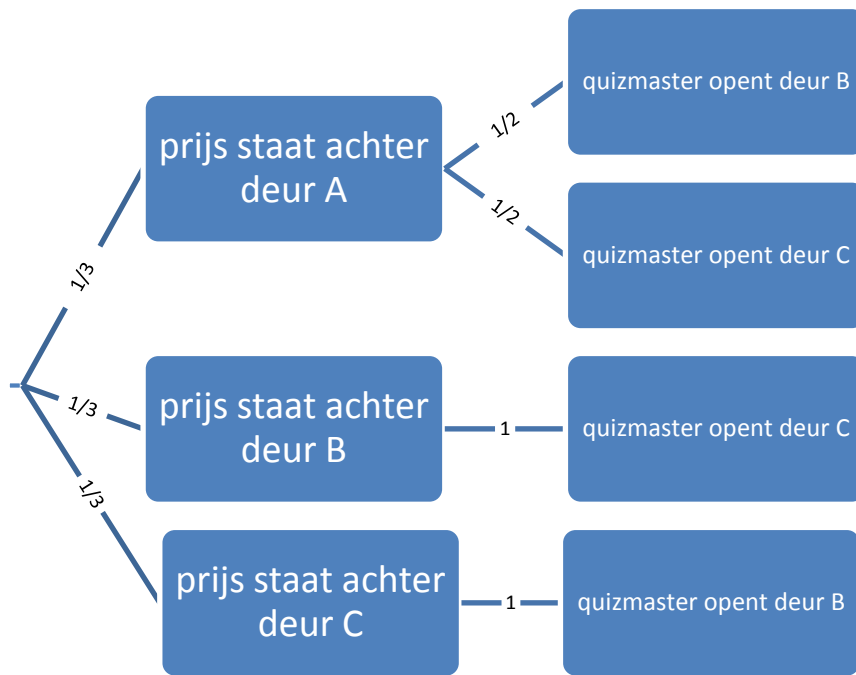 quizmaster opent deur B
1/2
prijs staat achter
deur A
1/2
quizmaster opent deur C
1/3
1/3
prijs staat achter
deur B
1
quizmaster opent deur C
1/3
prijs staat achter
deur C
1
quizmaster opent deur B